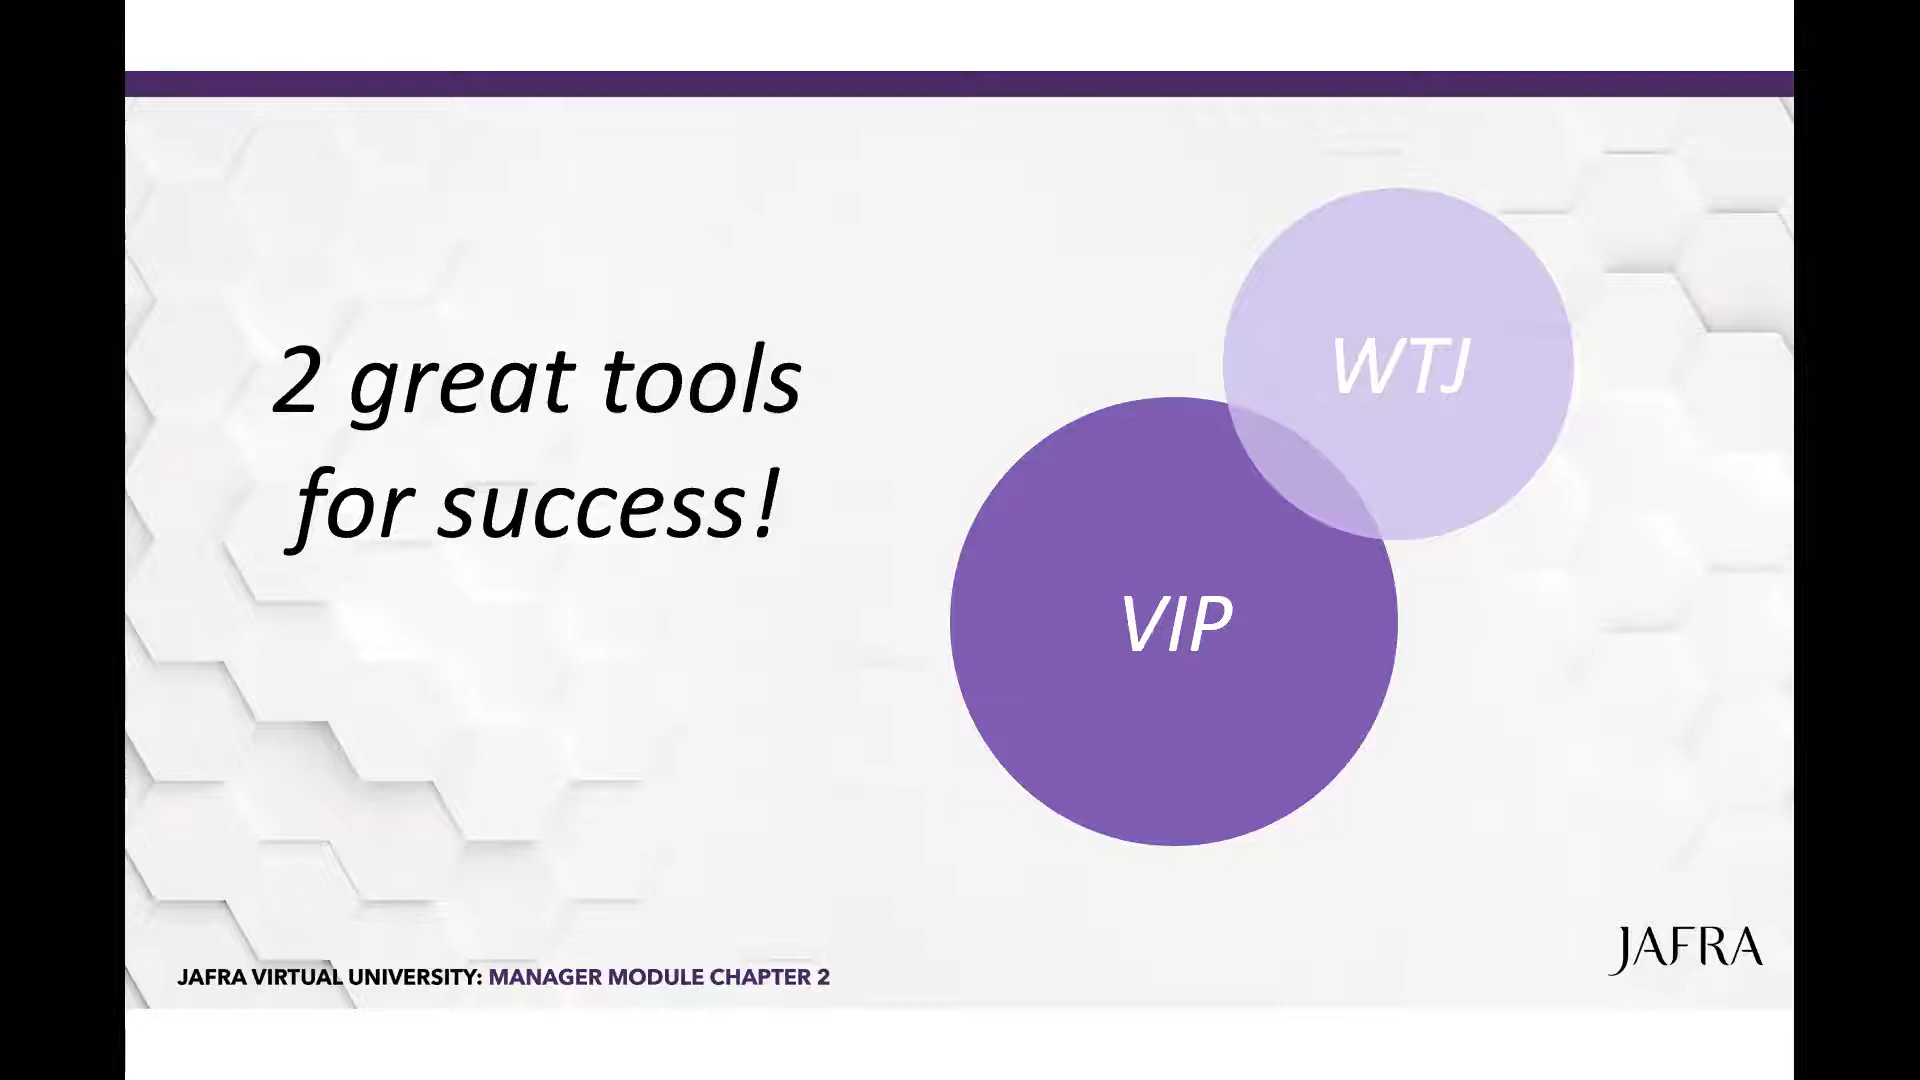 2 great tools
for success!
WTJ
VIP
JAFRA VIRTUAL UNIVERSITY: MANAGER MODULE CHAPTER 2
JAFRA